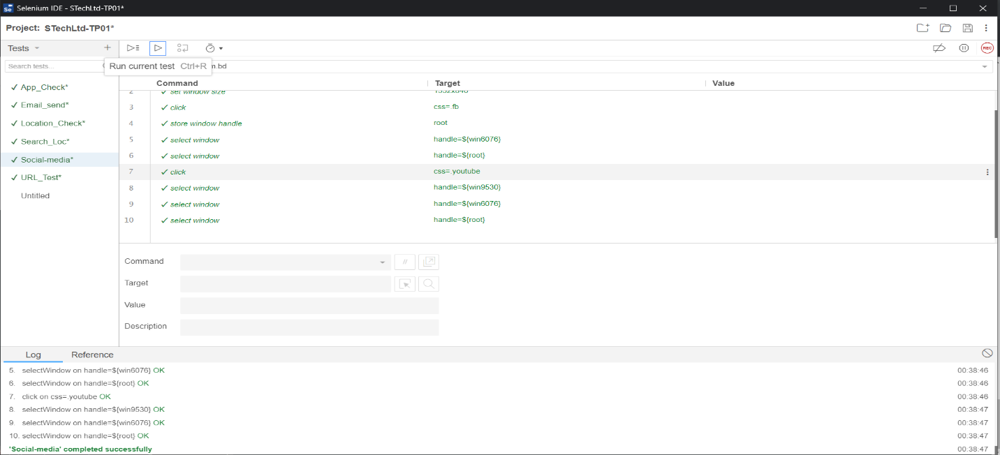 Selenium IDE - STechLtd-TP01*
Project: STechLtd-TP01*
Tests
Search tests...
Run current test Ctrl+R
m.bd
Command Target Value
2 set window size
3 click css=.fb
4 store window handle root
5 select window handle=${win6076}
6 select window handle=${root}
7 click css=.youtube
8 select window handle=${win9530}
9 select window handle=${win6076}
10 select window handle=${root}
App_Check*
Email_send*
Location_Check*
Search_Loc*
Social-media*
URL_Test*
Untitled
Command //
Target
Value
Description
Log Reference
5. selectWindow on handle=${win6076} OK 00:38:46
6. selectWindow on handle=${root} OK 00:38:46
7. click on css=.youtube OK 00:38:46
8. selectWindow on handle=${win9530} OK 00:38:47
9. selectWindow on handle=${win6076} OK 00:38:47
10. selectWindow on handle=${root} OK 00:38:47
'Social-media' completed successfully 00:38:47
Se
REC